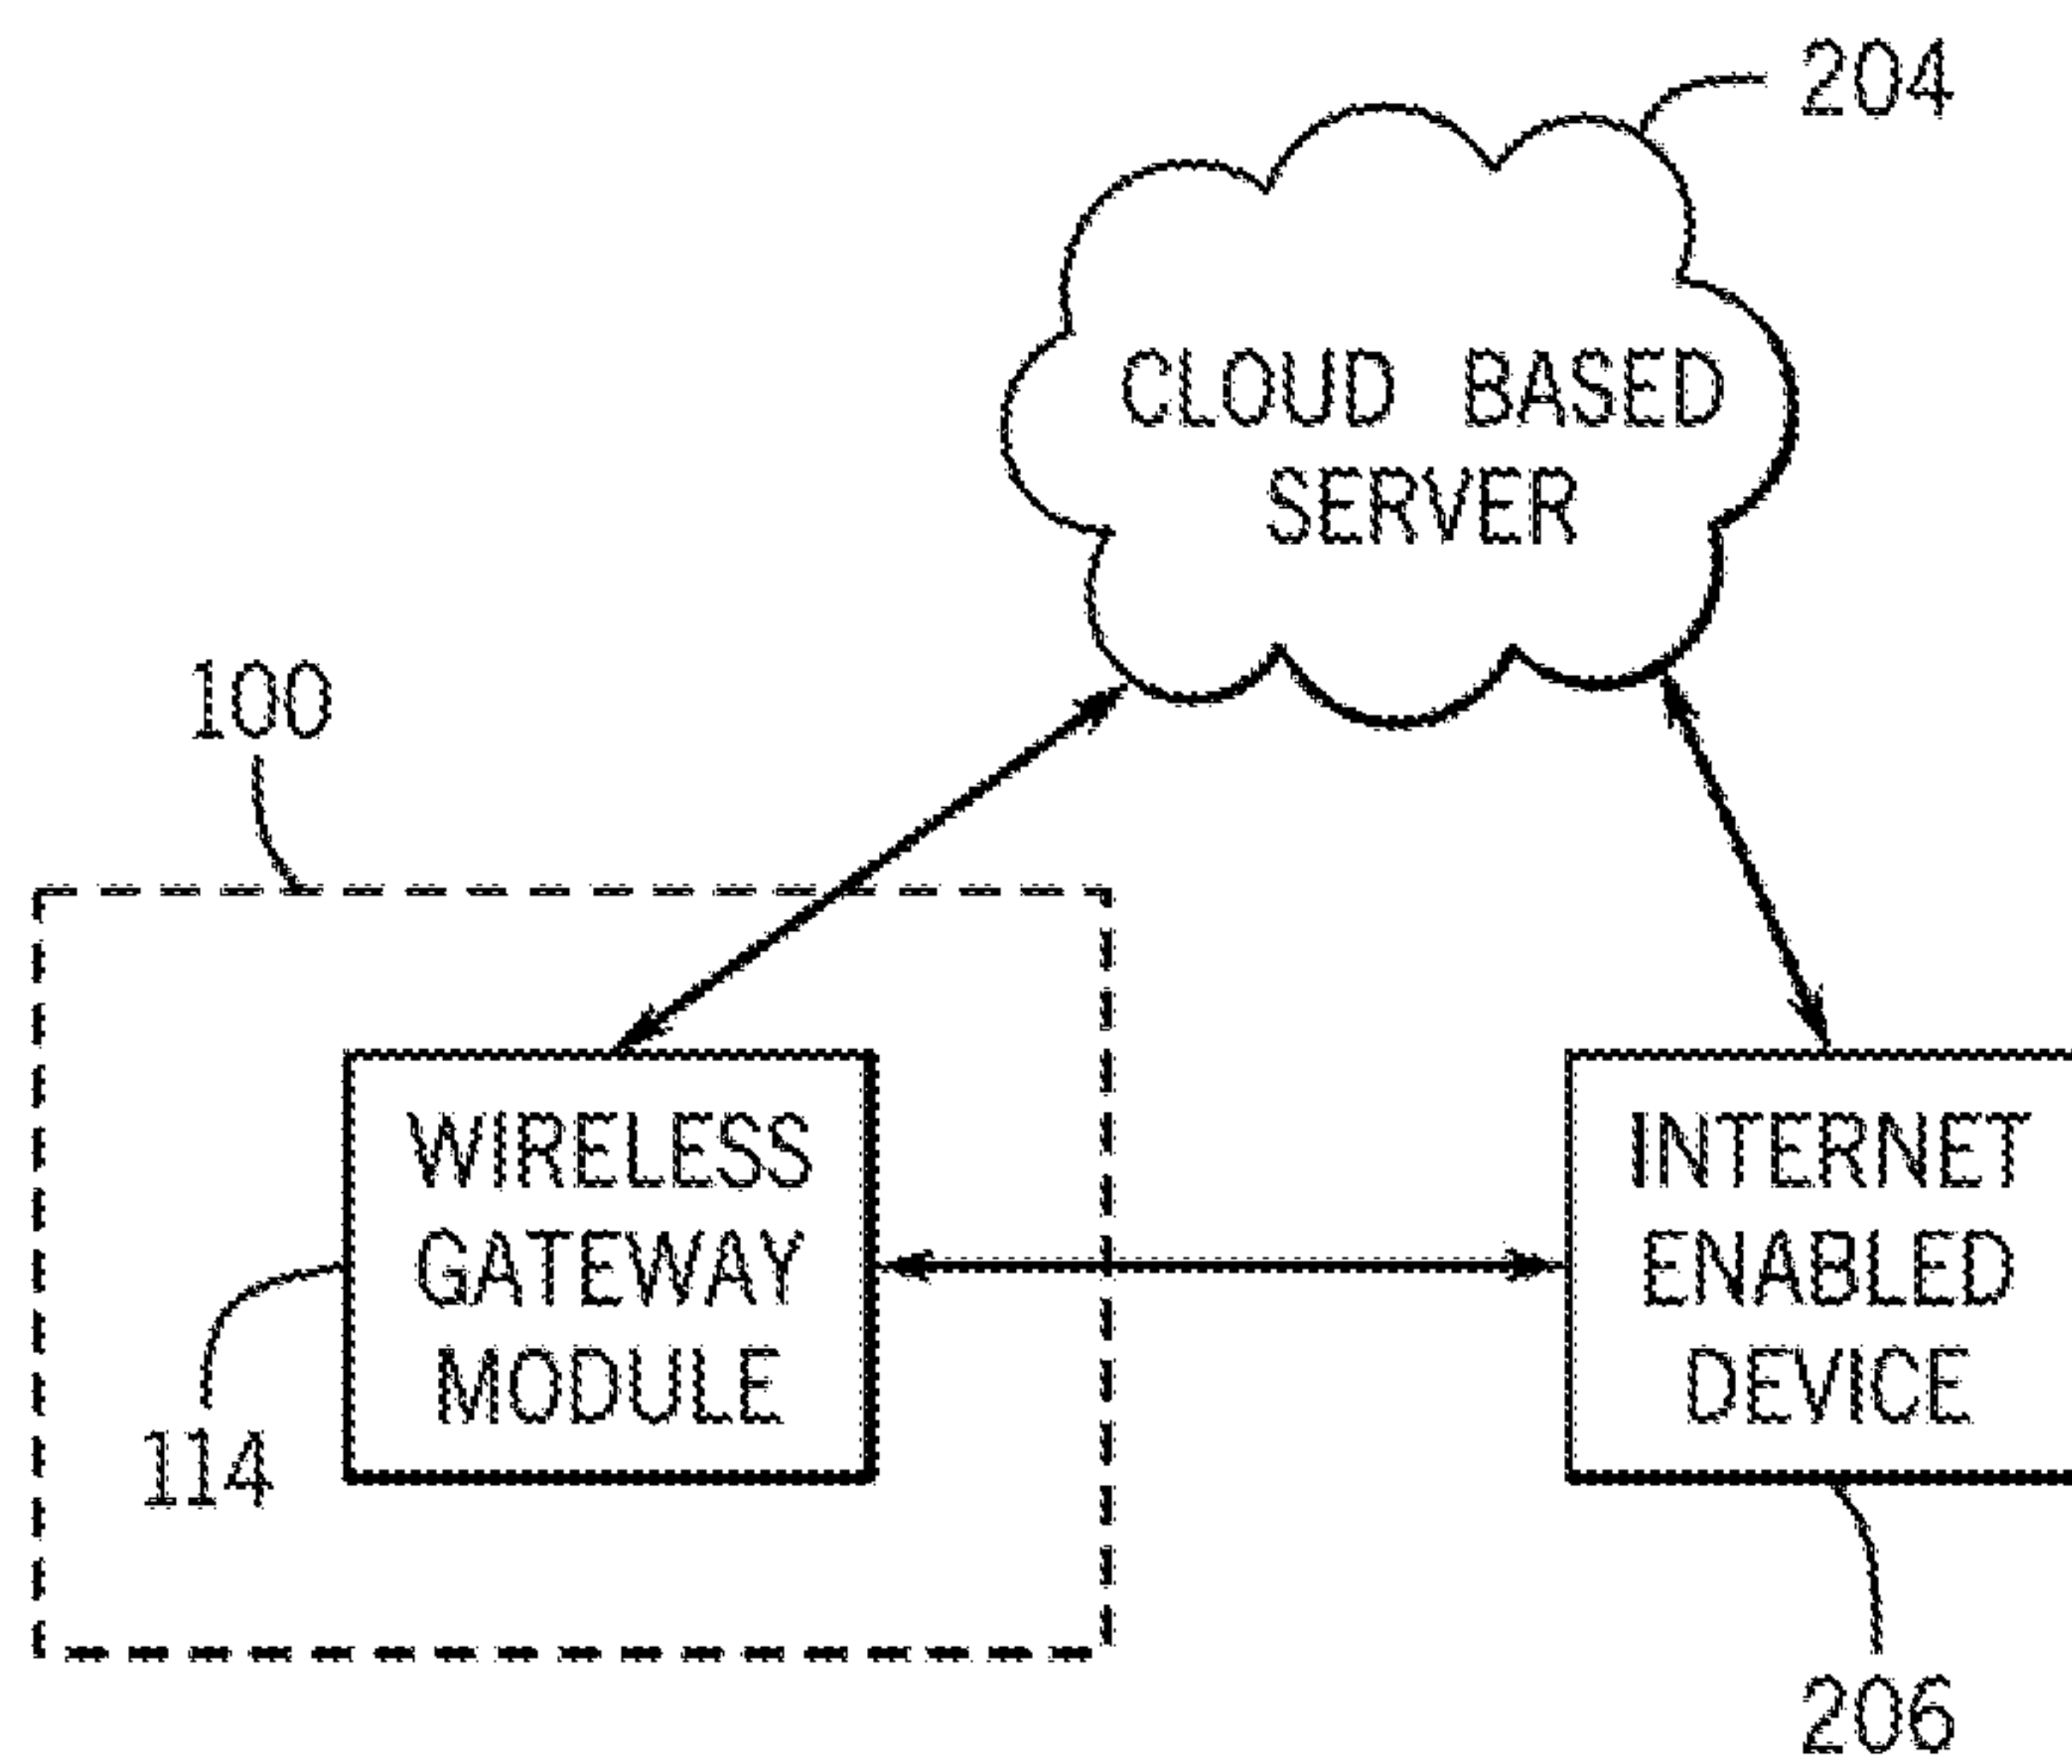 204
CLOUD BASED
SERVER
100
WIRELESS
GATEWAY
MODULE
114
INTERNET
ENABLED
DEVICE
206